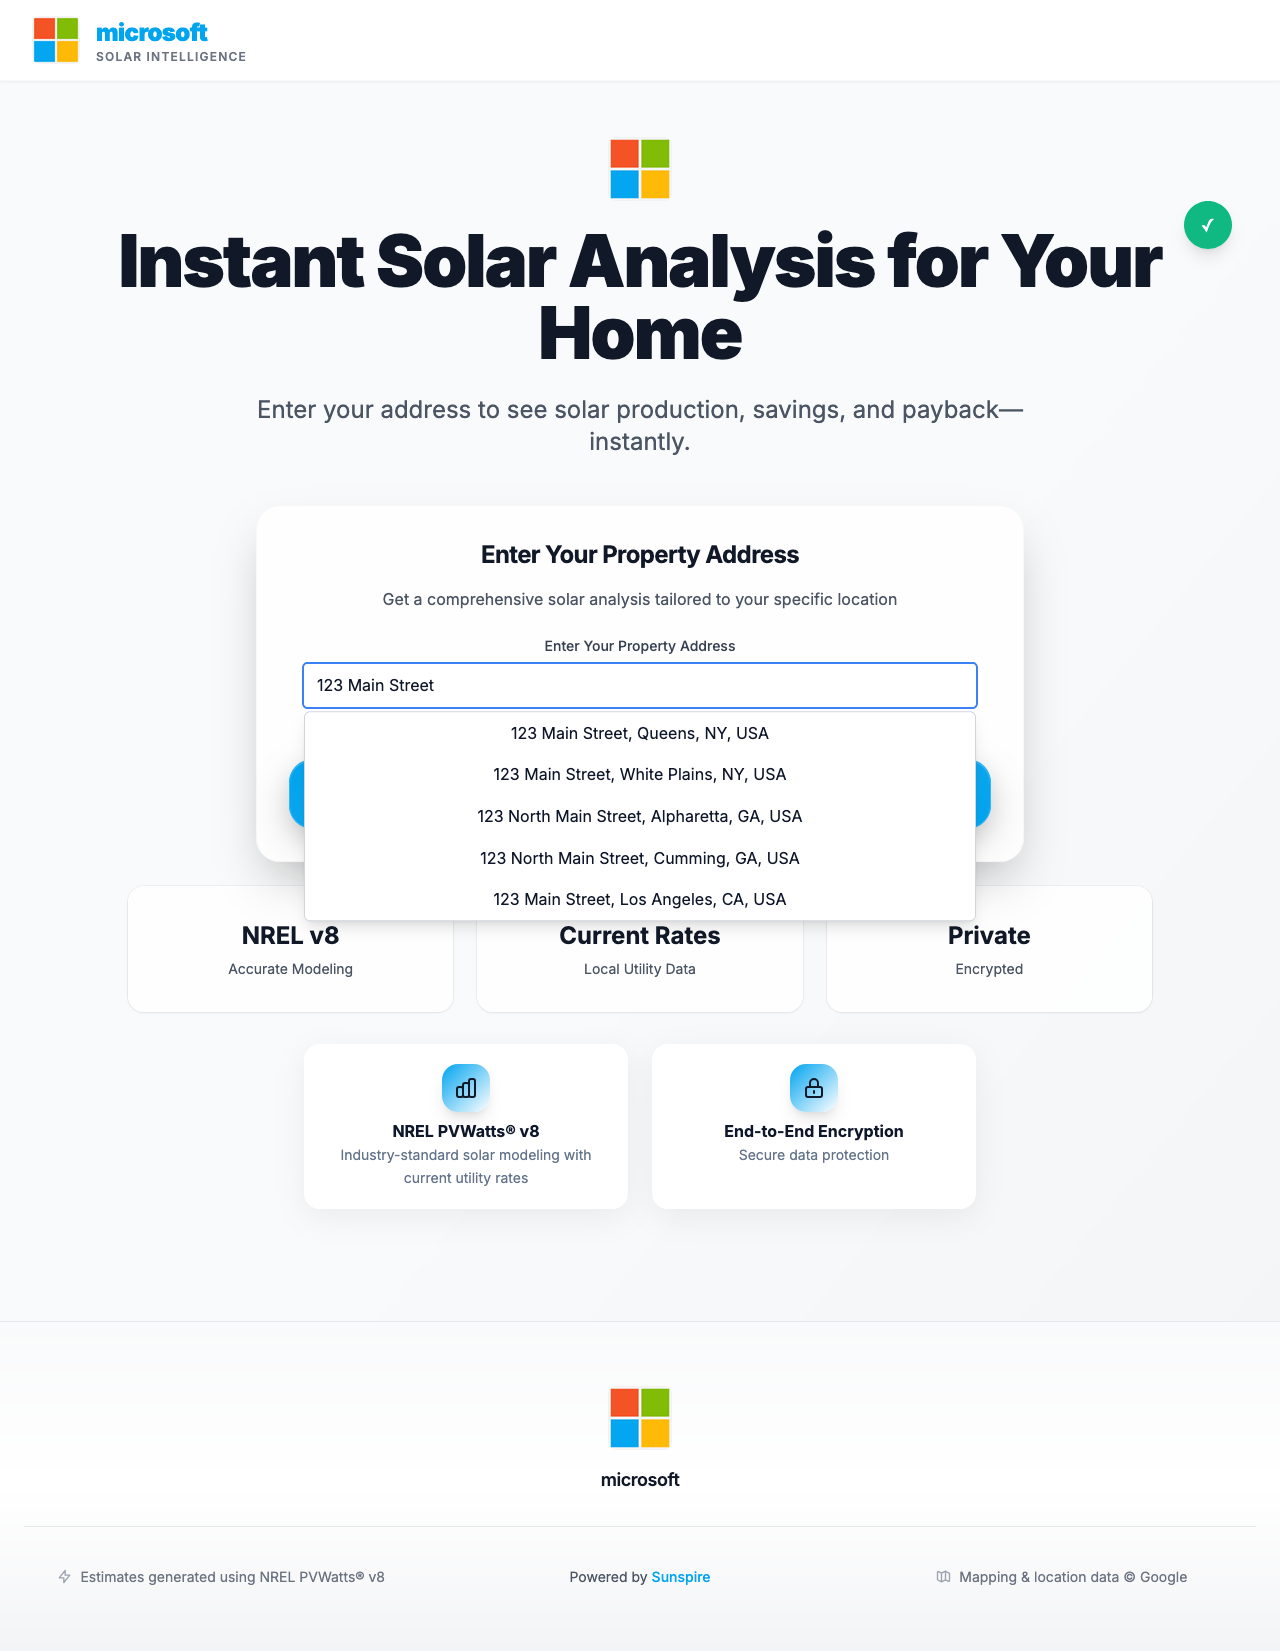 microsoft
SOLAR INTELLIGENCE
Instant Solar Analysis for Your
Home
Enter your address to see solar production, savings, and payback—
instantly.
Enter Your Property Address
Get a comprehensive solar analysis tailored to your specific location
Enter Your Property Address
123 Main Street
123 Main Street, Queens, NY, USA
123 Main Street, White Plains, NY, USA
123 North Main Street, Alpharetta, GA, USA
123 North Main Street, Cumming, GA, USA
123 Main Street, Los Angeles, CA, USA
NREL v8
Accurate Modeling
Current Rates
Local Utility Data
Private
Encrypted
NREL PVWatts® v8
Industry-standard solar modeling with
current utility rates
End-to-End Encryption
Secure data protection
microsoft
Estimates generated using NREL PVWatts® v8
Powered by Sunspire
Mapping & location data © Google